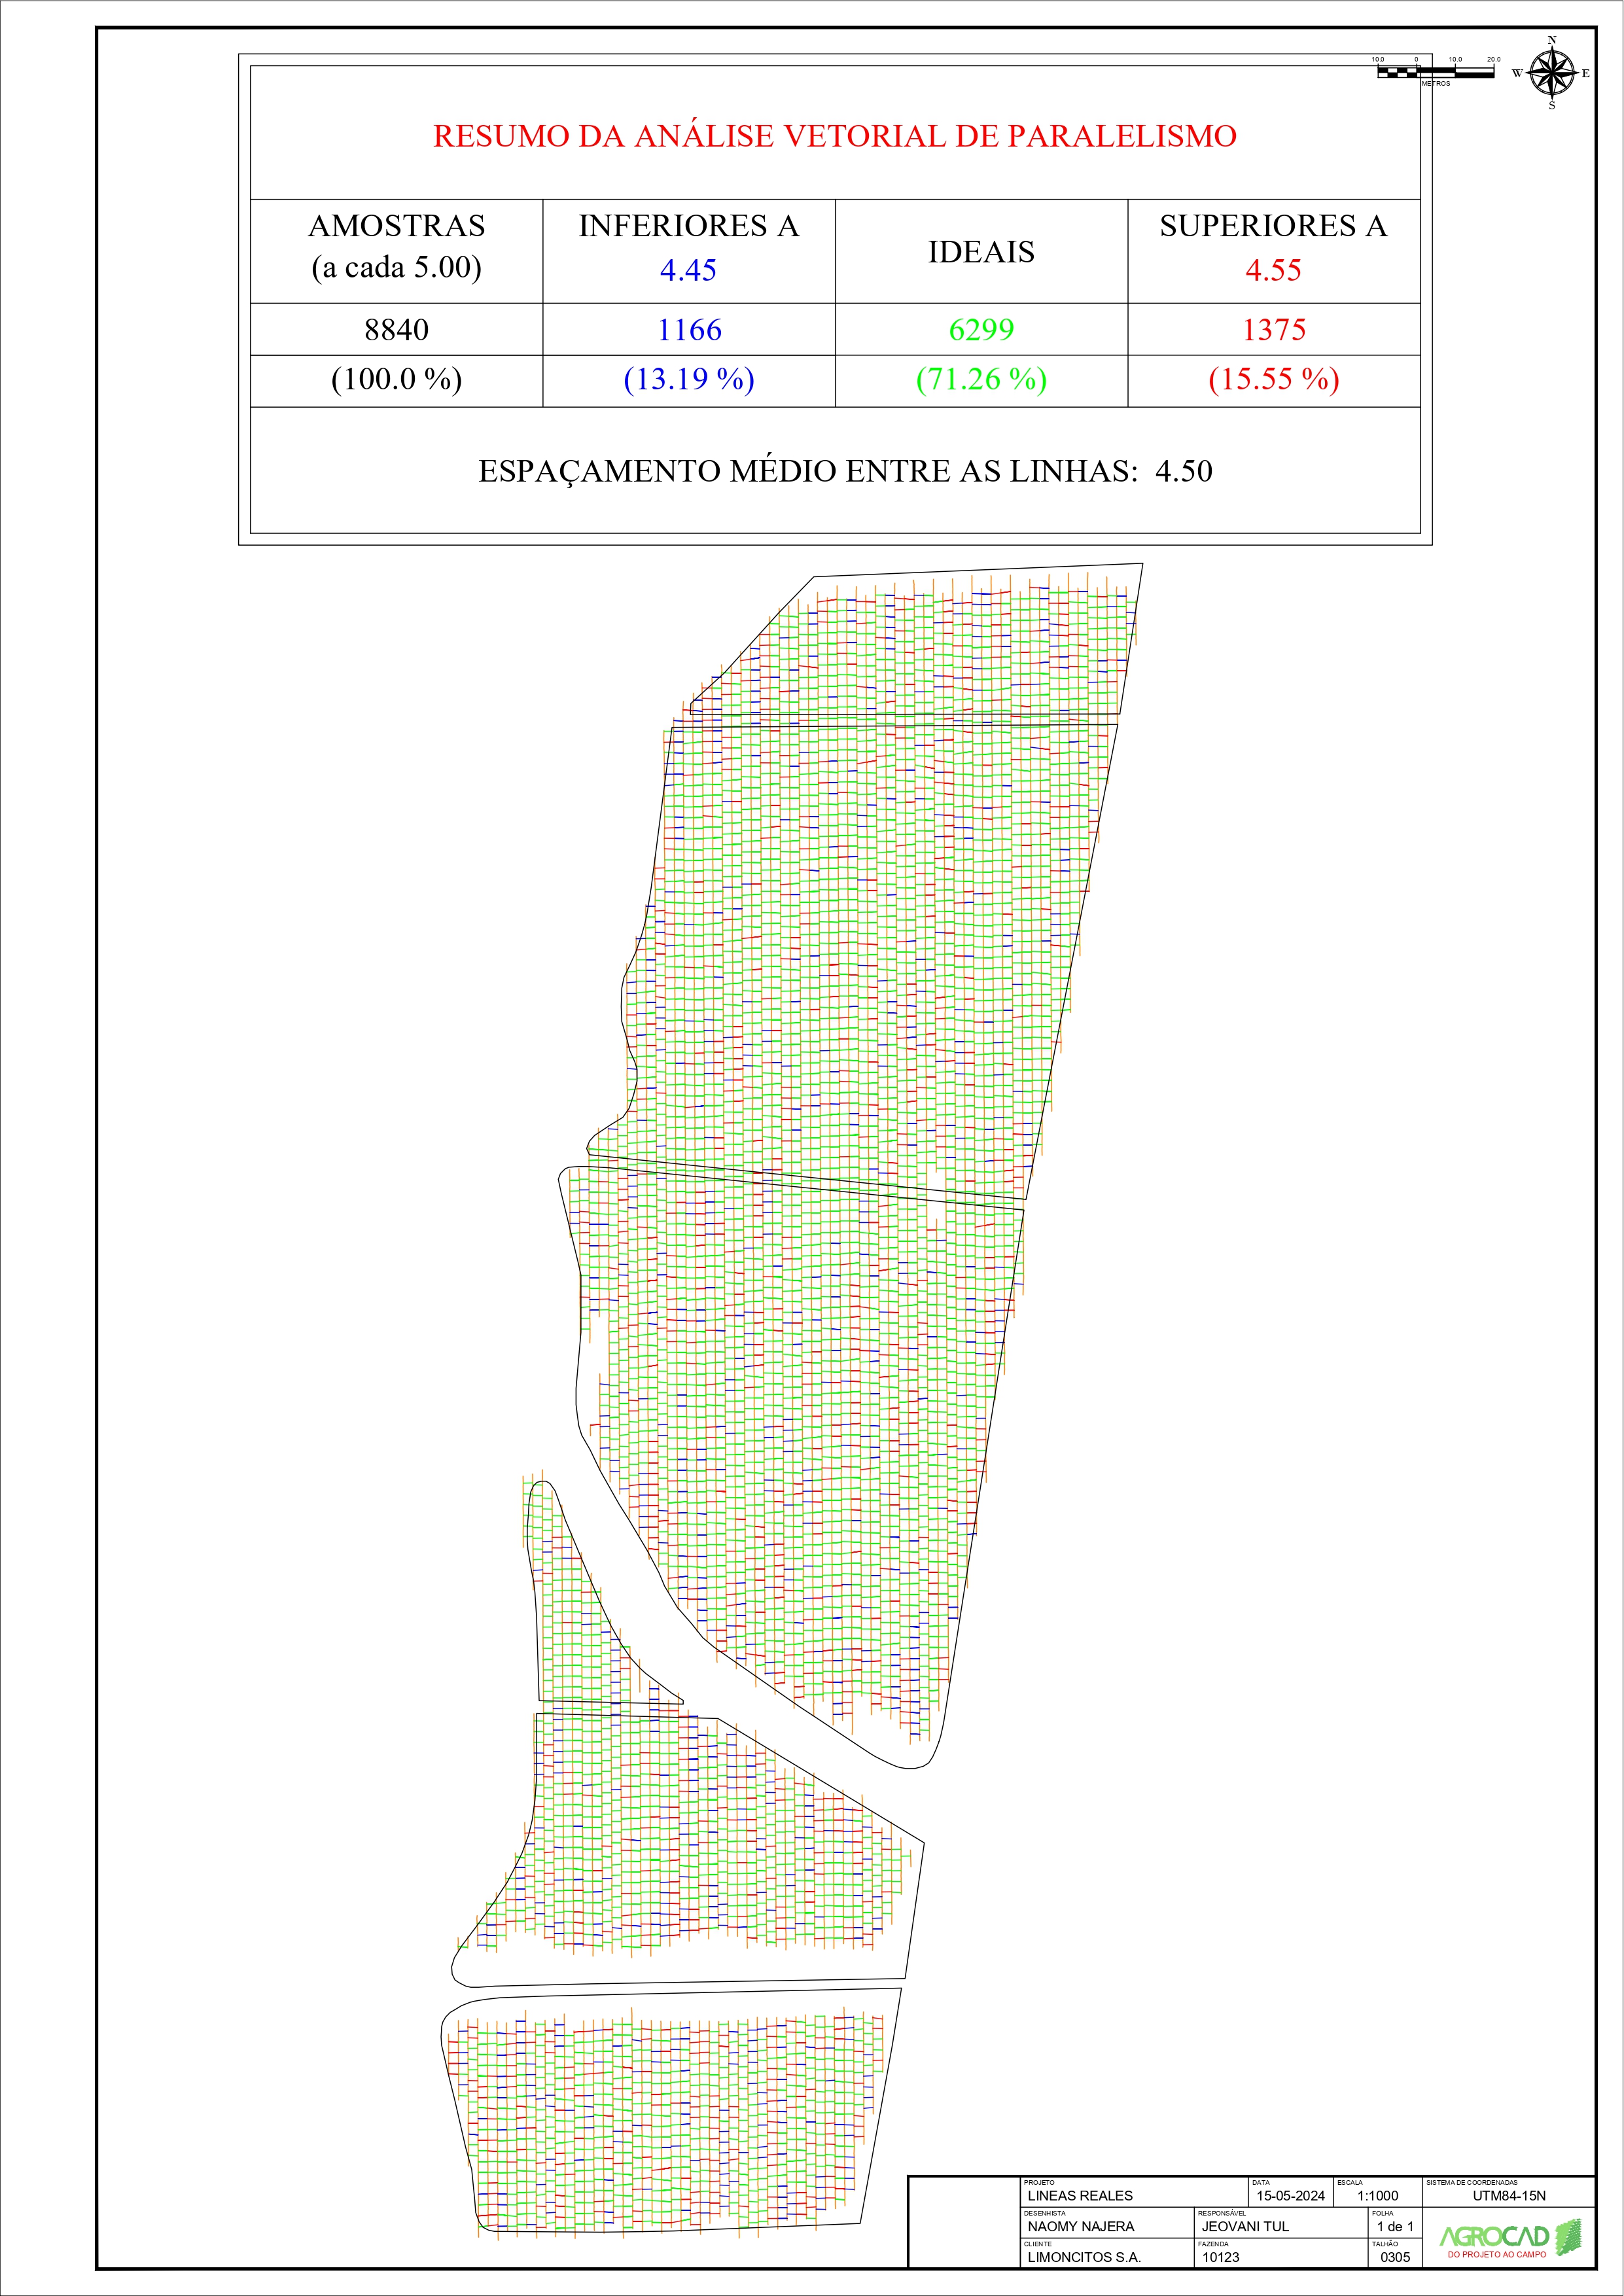 10.0 0 10.0 20.0
METROS
N
W E
S
RESUMO DA ANÁLISE VETORIAL DE PARALELISMO
AMOSTRAS
(a cada 5.00)
INFERIORES A
4.45
IDEAIS
SUPERIORES A
4.55
8840 1166 6299 1375
(100.0 %) (13.19 %) (71.26 %) (15.55 %)
ESPAÇAMENTO MÉDIO ENTRE AS LINHAS: 4.50
PROJETO DATA ESCALA SISTEMA DE COORDENADAS
LINEAS REALES 15-05-2024 1:1000 UTM84-15N
DESENHISTA RESPONSÁVEL FOLHA
NAOMY NAJERA JEOVANI TUL 1 de 1
CLIENTE FAZENDA TALHÃO
LIMONCITOS S.A. 10123 0305
AGROCAD
DO PROJETO AO CAMPO